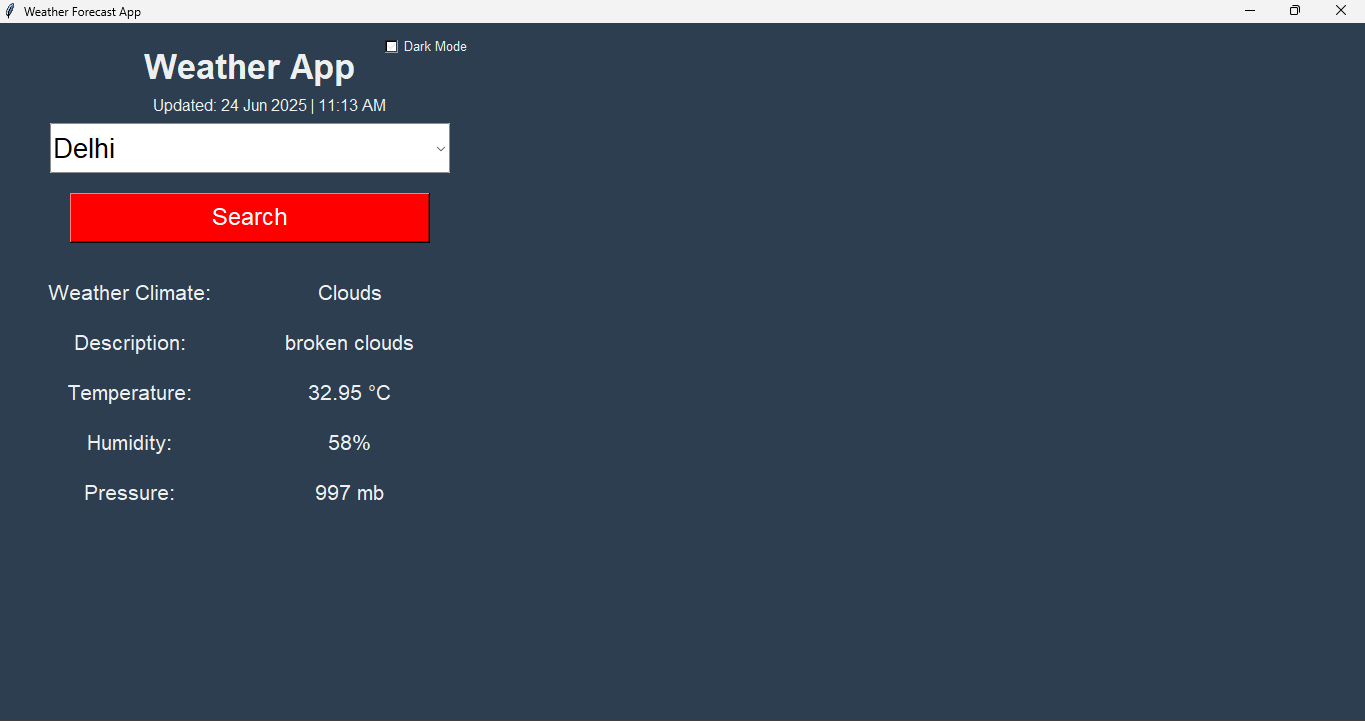 Weather Forecast App
Dark Mode
Weather App
Updated: 24 Jun 2025 | 11:13 AM
Delhi
Search
Weather Climate: Clouds
Description: broken clouds
Temperature: 32.95 °C
Humidity: 58%
Pressure: 997 mb